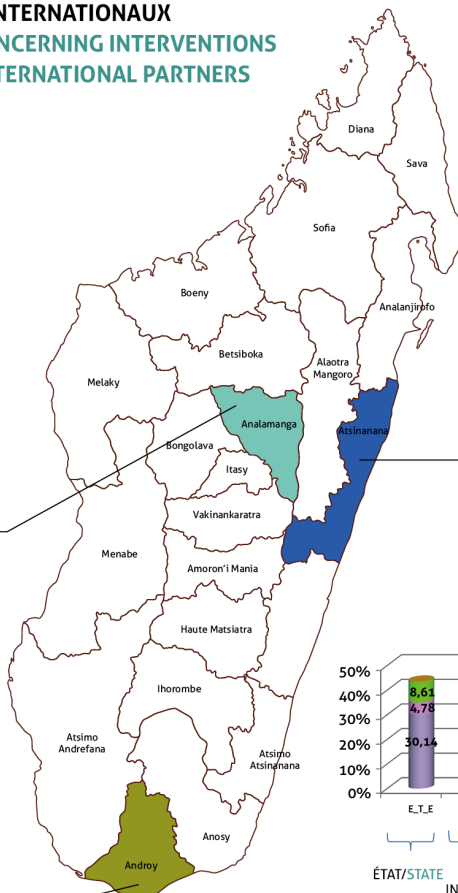 NTERNATIONAUX
NCERNING INTERVENTIONS
TERNATIONAL PARTNERS
Diana
Sava
Sofia
Boeny
Analanjirofo
Betsiboka
Alaotra
Mangoro
Melaky
Analamanga
Atsinanana
Bongolava
Itasy
Vakinankaratra
Menabe
Amoron'i Mania
Haute Matsiatra
Ihorombe
Atsimo
Andrefana
Atsimo
Atsinanana
Anosy
Androy
50%
40%
30%
20%
10%
0%
8,61
4,78
30,14
E_T_E
ÉTAT/STATE
IN